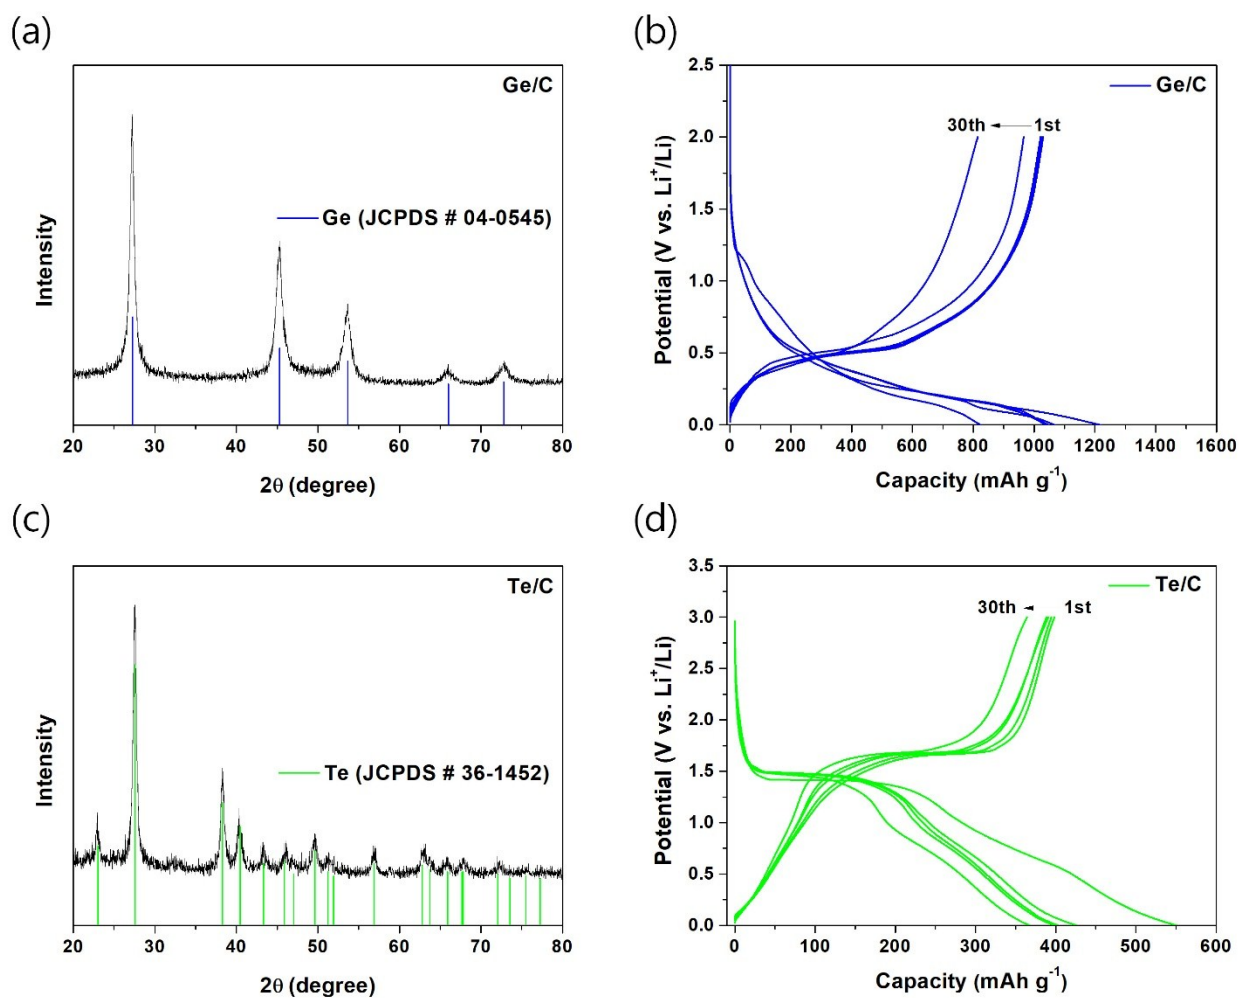 (a)
Ge/C
Ge (JCPDS # 04-0545)
Intensity
20 30 40 50 60 70 80
2θ (degree)
(b)
2.5
2.0
1.5
1.0
0.5
0.0
Ge/C
30th 1st
Potential (V vs. Li⁺/Li)
0 200 400 600 800 1000 1200 1400 1600
Capacity (mAh g⁻¹)
(c)
Te/C
Te (JCPDS # 36-1452)
Intensity
20 30 40 50 60 70 80
2θ (degree)
(d)
3.5
3.0
2.5
2.0
1.5
1.0
0.5
0.0
Te/C
30th 1st
Potential (V vs. Li⁺/Li)
0 100 200 300 400 500 600
Capacity (mAh g⁻¹)